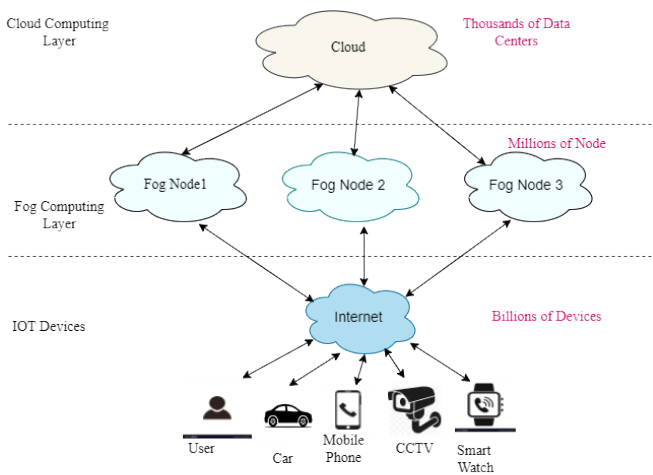 Cloud Computing
Layer
Thousands of Data
Centers
Cloud
Millions of Node
Fog Node1
Fog Node 2
Fog Node 3
Fog Computing
Layer
Internet
IOT Devices
Billions of Devices
User
Car
Mobile
Phone
CCTV
Smart
Watch